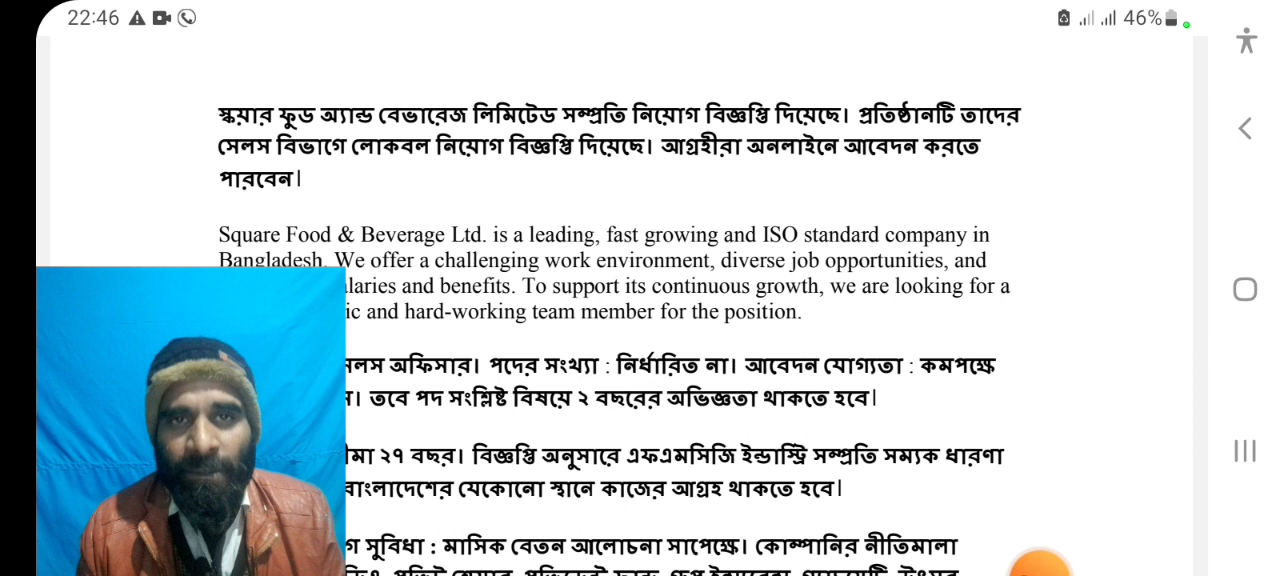 22:46
46%
স্কয়ার ফুড অ্যান্ড বেভারেজ লিমিটেড সম্প্রতি নিয়োগ বিজ্ঞপ্তি দিয়েছে। প্রতিষ্ঠানটি তাদের
সেলস বিভাগে লোকবল নিয়োগ বিজ্ঞপ্তি দিয়েছে। আগ্রহীরা অনলাইনে আবেদন করতে
পারবেন।
Square Food & Beverage Ltd. is a leading, fast growing and ISO standard company in
Bangladesh. We offer a challenging work environment, diverse job opportunities, and
and benefits. To support its continuous growth, we are looking for a
and hard-working team member for the position.
অফিসার। পদের সংখ্যা : নির্ধারিত না। আবেদন যোগ্যতা : কমপক্ষে
তবে পদ সংশ্লিষ্ট বিষয়ে ২ বছরের অভিজ্ঞতা থাকতে হবে।
২৭ বছর। বিজ্ঞপ্তি অনুসারে এফএমসিজি ইন্ডাস্ট্রি সম্প্রতি সম্যক ধারণা
বাংলাদেশের যেকোনো স্থানে কাজের আগ্রহ থাকতে হবে।
সুবিধা : মাসিক বেতন আলোচনা সাপেক্ষে। কোম্পানির নীতিমালা